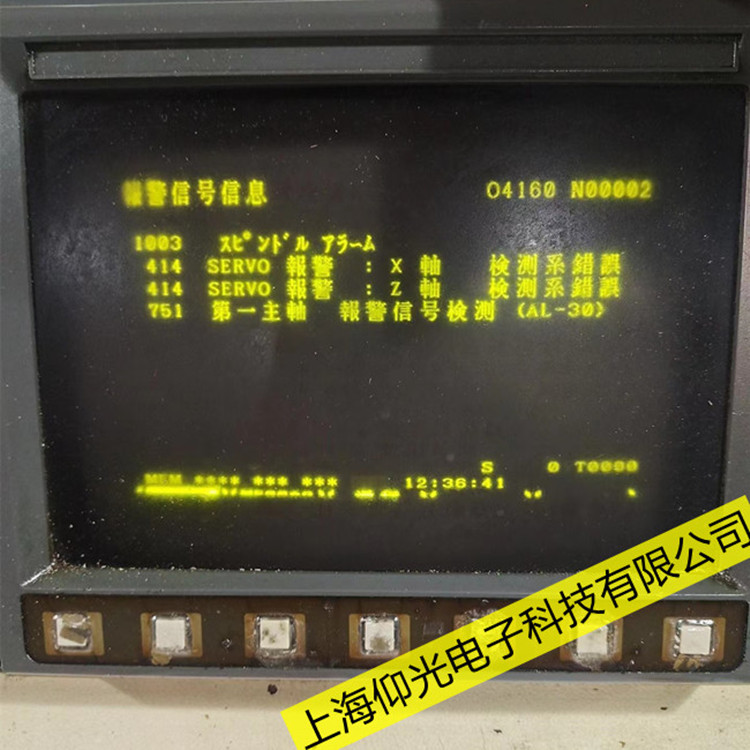 報警信号信息 O4160 N00002
1003 ｽﾋﾟﾝﾄﾞﾙ ｱﾗｰﾑ
414 SERVO 報警 : X 軸 検測系錯誤
414 SERVO 報警 : Z 軸 検測系錯誤
751 第一主軸 報警信号検測 (AL-30)
S 0 T0000
MEM **** *** *** 12:36:41
上海仰光电子科技有限公司